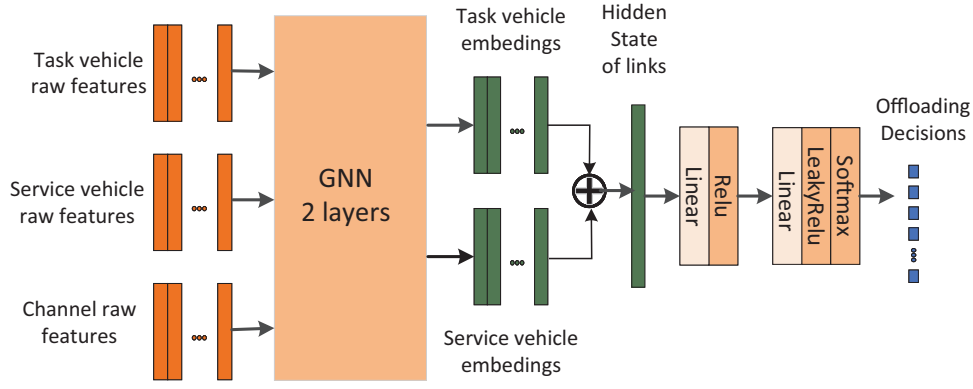 Task vehicle
raw features
Service vehicle
raw features
Channel raw
features
GNN
2 layers
Task vehicle
embedings
Service vehicle
embedings
Hidden
State
of links
Linear
Relu
Linear
LeakyRelu
Softmax
Offloading
Decisions